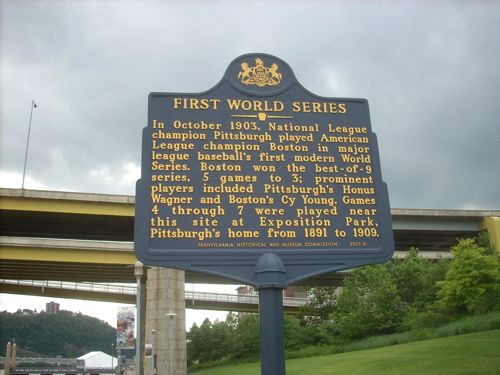 FIRST WORLD SERIES
In October 1903, National League
champion Pittsburgh played American
League champion Boston in major
league baseball's first modern World
Series. Boston won the best-of-9
series, 5 games to 3; prominent
players included Pittsburgh's Honus
Wagner and Boston's Cy Young. Games
4 through 7 were played near
this site at Exposition Park,
Pittsburgh's home from 1891 to 1909.
PENNSYLVANIA HISTORICAL AND MUSEUM COMMISSION 2003